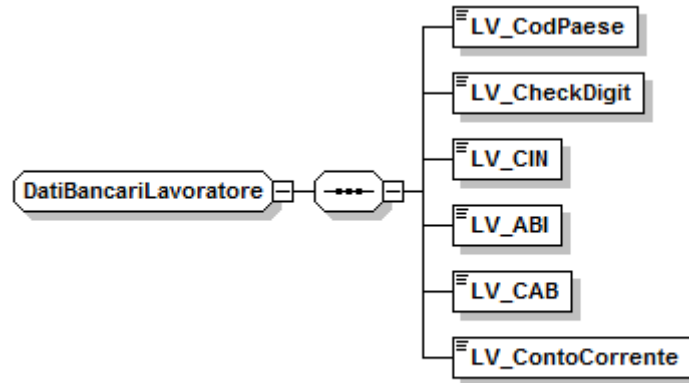 LV_CodPaese
LV_CheckDigit
LV_CIN
DatiBancariLavoratore
LV_ABI
LV_CAB
LV_ContoCorrente